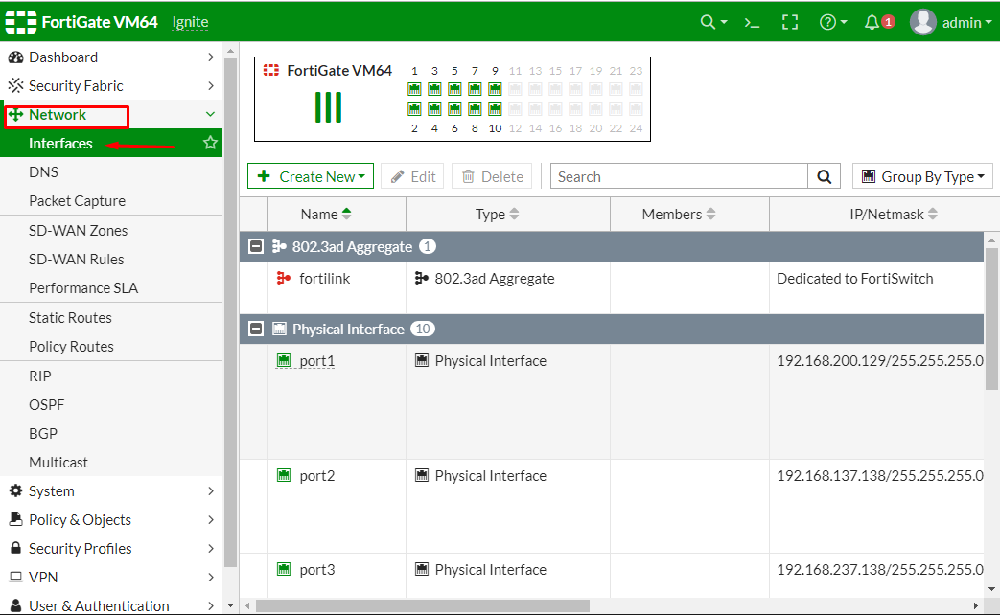 FortiGate VM64 Ignite
1 admin
Dashboard
Security Fabric
Network
Interfaces
DNS
Packet Capture
SD-WAN Zones
SD-WAN Rules
Performance SLA
Static Routes
Policy Routes
RIP
OSPF
BGP
Multicast
System
Policy & Objects
Security Profiles
VPN
User & Authentication
FortiGate VM64
1 3 5 7 9 11 13 15 17 19 21 23
2 4 6 8 10 12 14 16 18 20 22 24
Create New Edit Delete Search Group By Type
Name Type Members IP/Netmask
802.3ad Aggregate 1
fortilink 802.3ad Aggregate Dedicated to FortiSwitch
Physical Interface 10
port1 Physical Interface 192.168.200.129/255.255.255.0
port2 Physical Interface 192.168.137.138/255.255.255.0
port3 Physical Interface 192.168.237.138/255.255.255.0